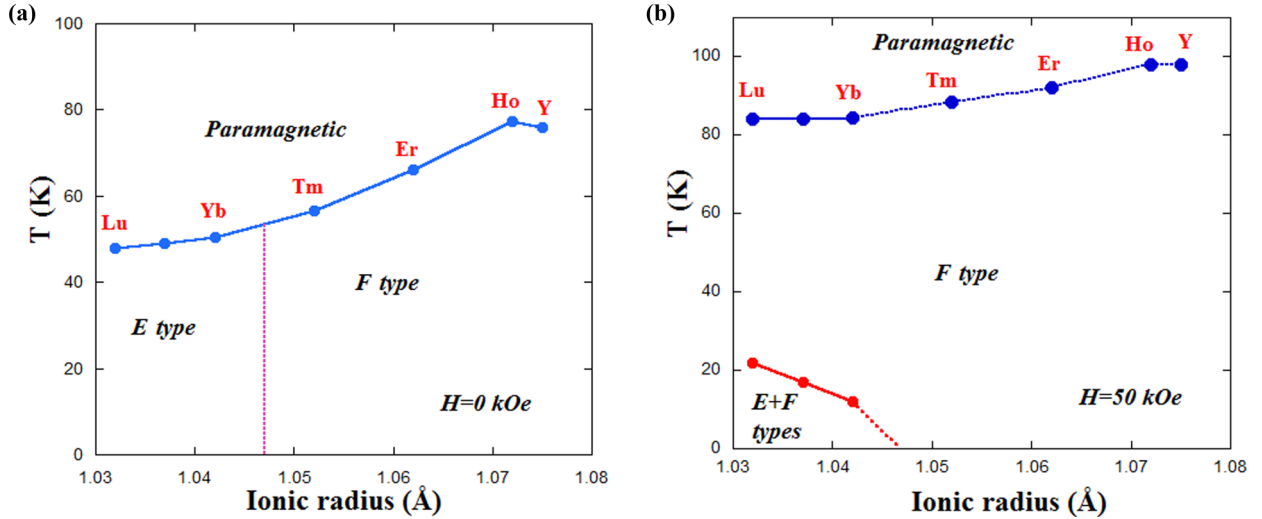 (a)
100
80
60
40
20
0
T (K)
Paramagnetic
Lu
Yb
Tm
Er
Ho
Y
E type
F type
H=0 kOe
1.03
1.04
1.05
1.06
1.07
1.08
Ionic radius (Å)
(b)
100
80
60
40
20
0
T (K)
Paramagnetic
Lu
Yb
Tm
Er
Ho
Y
F type
E+F
types
H=50 kOe
1.03
1.04
1.05
1.06
1.07
1.08
Ionic radius (Å)